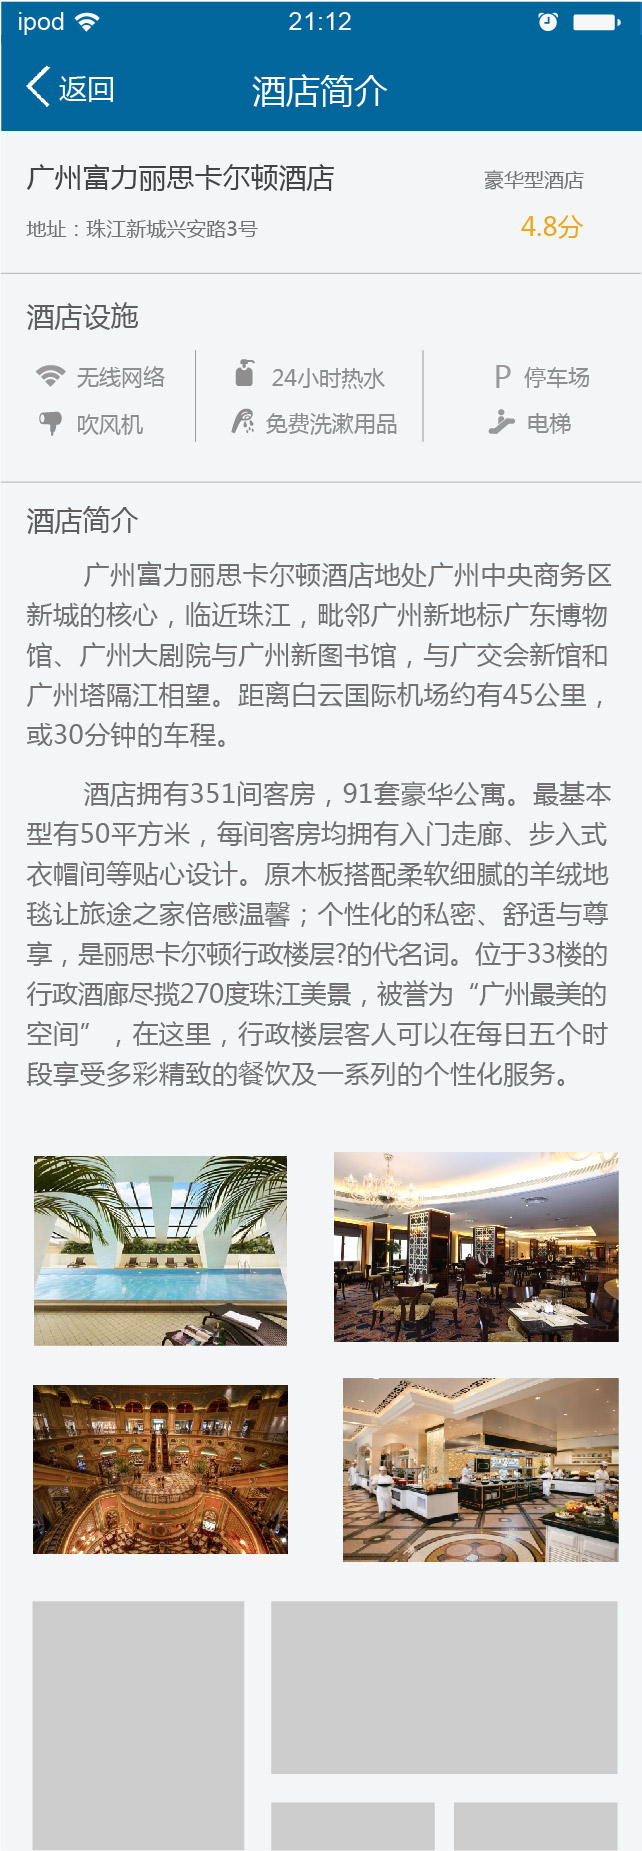 ipod 21:12
返回 酒店简介
广州富力丽思卡尔顿酒店 豪华型酒店
地址：珠江新城兴安路3号 4.8分
酒店设施
无线网络 24小时热水 P 停车场
吹风机 免费洗漱用品 电梯
酒店简介
广州富力丽思卡尔顿酒店地处广州中央商务区
新城的核心，临近珠江，毗邻广州新地标广东博物
馆、广州大剧院与广州新图书馆，与广交会新馆和
广州塔隔江相望。距离白云国际机场约有45公里，
或30分钟的车程。
酒店拥有351间客房，91套豪华公寓。最基本
型有50平方米，每间客房均拥有入门走廊、步入式
衣帽间等贴心设计。原木板搭配柔软细腻的羊绒地
毯让旅途之家倍感温馨；个性化的私密、舒适与尊
享，是丽思卡尔顿行政楼层?的代名词。位于33楼的
行政酒廊尽揽270度珠江美景，被誉为“广州最美的
空间”，在这里，行政楼层客人可以在每日五个时
段享受多彩精致的餐饮及一系列的个性化服务。